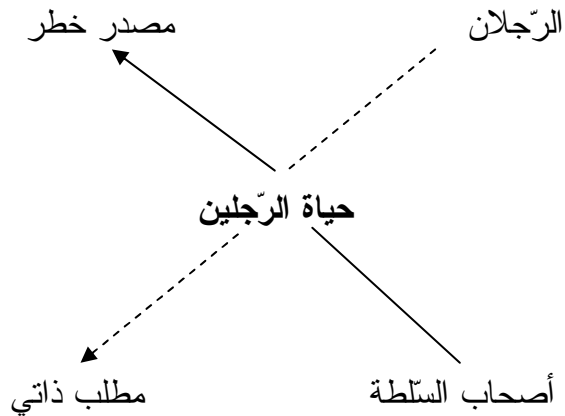 الرّجلان
مصدر خطر
حياة الرّجلين
أصحاب السّلطة
مطلب ذاتي